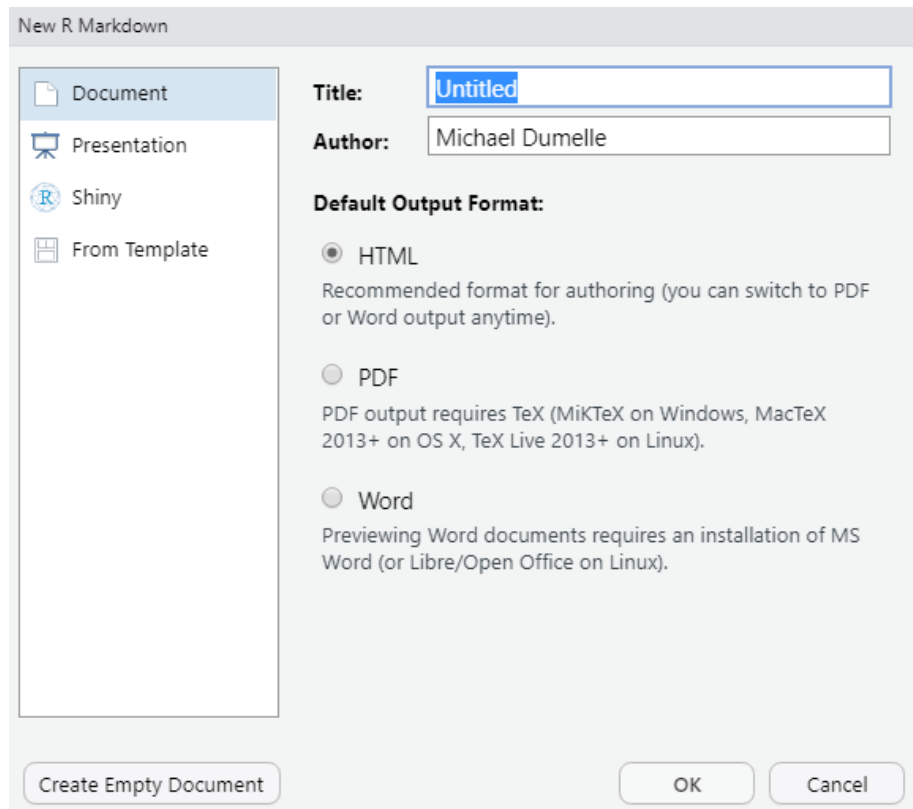 New R Markdown
Document
Presentation
R
Shiny
From Template
Title:
Untitled
Author:
Michael Dumelle
Default Output Format:
HTML
Recommended format for authoring (you can switch to PDF
or Word output anytime).
PDF
PDF output requires TeX (MiKTeX on Windows, MacTeX
2013+ on OS X, TeX Live 2013+ on Linux).
Word
Previewing Word documents requires an installation of MS
Word (or Libre/Open Office on Linux).
Create Empty Document
OK
Cancel